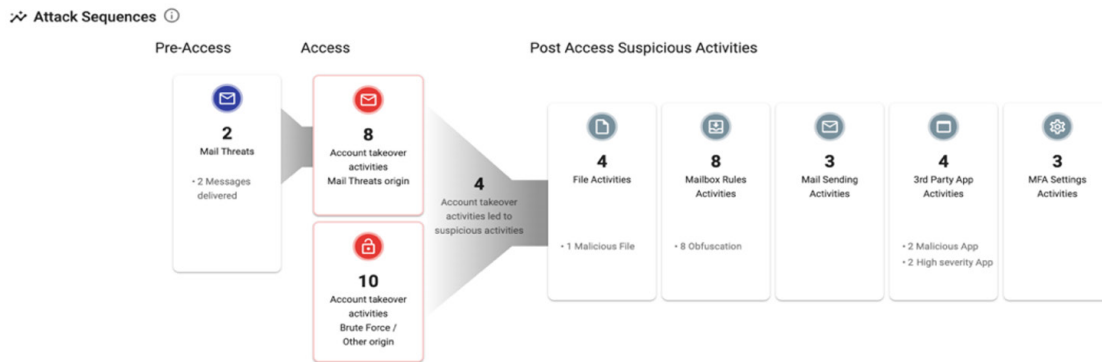 Attack Sequences
Pre-Access
Access
Post Access Suspicious Activities
2
Mail Threats
• 2 Messages
delivered
8
Account takeover
activities
Mail Threats origin
10
Account takeover
activities
Brute Force /
Other origin
4
Account takeover
activities led to
suspicious activities
4
File Activities
• 1 Malicious File
8
Mailbox Rules
Activities
• 8 Obfuscation
3
Mail Sending
Activities
4
3rd Party App
Activities
• 2 Malicious App
• 2 High severity App
3
MFA Settings
Activities